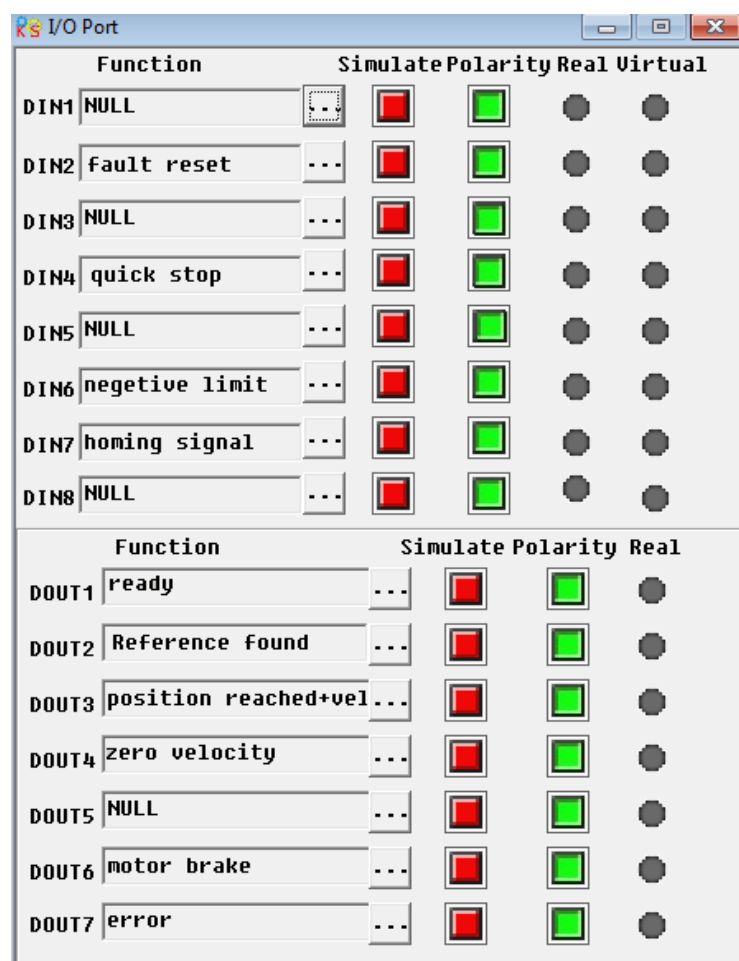 I/O Port
Function Simulate Polarity Real Virtual
DIN1 NULL ...
DIN2 fault reset ...
DIN3 NULL ...
DIN4 quick stop ...
DIN5 NULL ...
DIN6 negetive limit ...
DIN7 homing signal ...
DIN8 NULL ...
Function Simulate Polarity Real
DOUT1 ready ...
DOUT2 Reference found ...
DOUT3 position reached+vel ...
DOUT4 zero velocity ...
DOUT5 NULL ...
DOUT6 motor brake ...
DOUT7 error ...